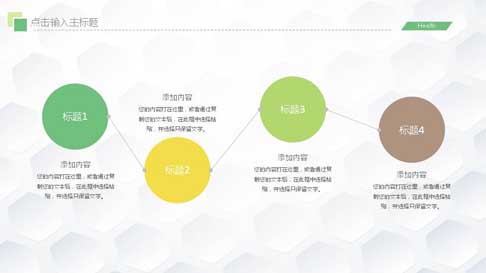 点击输入主标题
Health
标题1
添加内容
您的内容打在这里，或者通过复
制您的文本后，在此框中选择粘
贴，并选择只保留文字。
添加内容
您的内容打在这里，或者通过复
制您的文本后，在此框中选择粘
贴，并选择只保留文字。
标题2
标题3
添加内容
您的内容打在这里，或者通过复
制您的文本后，在此框中选择粘
贴，并选择只保留文字。
标题4
添加内容
您的内容打在这里，或者通过复
制您的文本后，在此框中选择粘
贴，并选择只保留文字。